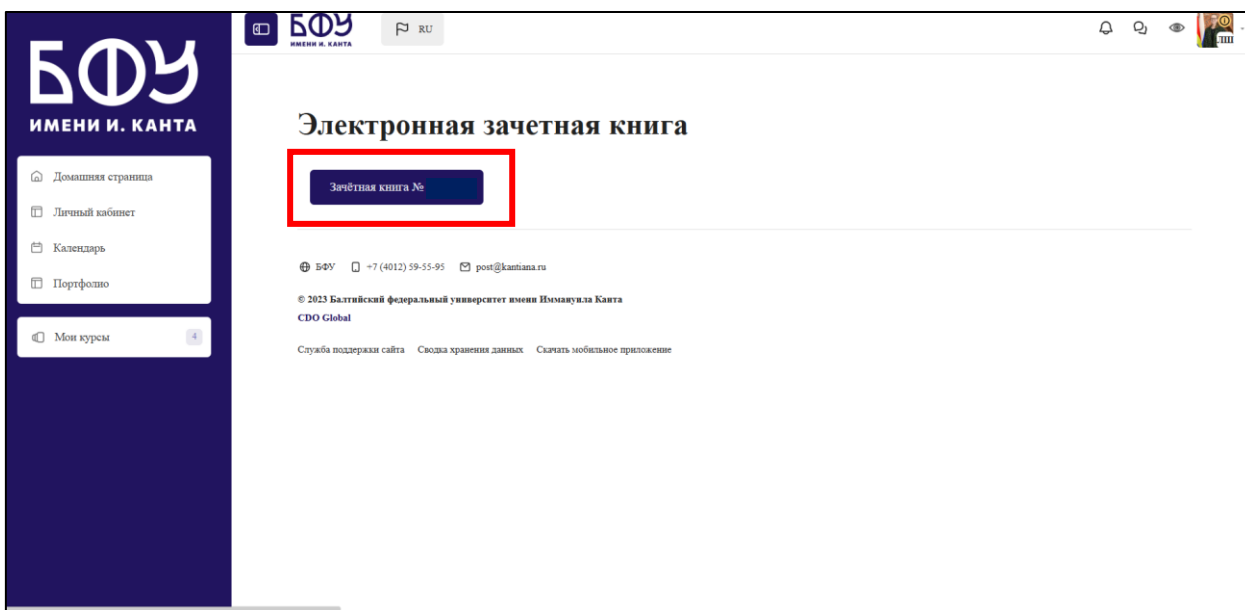 БФУ
ИМЕНИ И. КАНТА
Домашняя страница
Личный кабинет
Календарь
Портфолио
Мои курсы 4
БФУ
ИМЕНИ И. КАНТА
RU
ЛШ
Электронная зачетная книга
Зачётная книга №
БФУ +7 (4012) 59-55-95 post@kantiana.ru
© 2023 Балтийский федеральный университет имени Иммануила Канта
CDO Global
Служба поддержки сайта Сводка хранения данных Скачать мобильное приложение